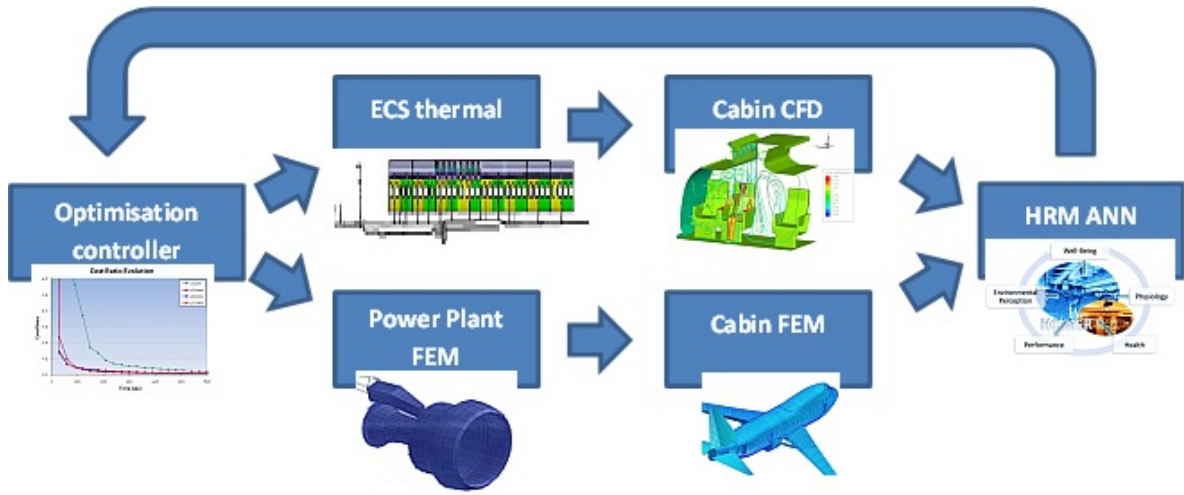 ECS thermal
Cabin CFD
Optimisation
controller
Cost Ratio Evolution
HRM ANN
Well-Being
Environmental
Perception
Physiology
Performance
Health
Power Plant
FEM
Cabin FEM